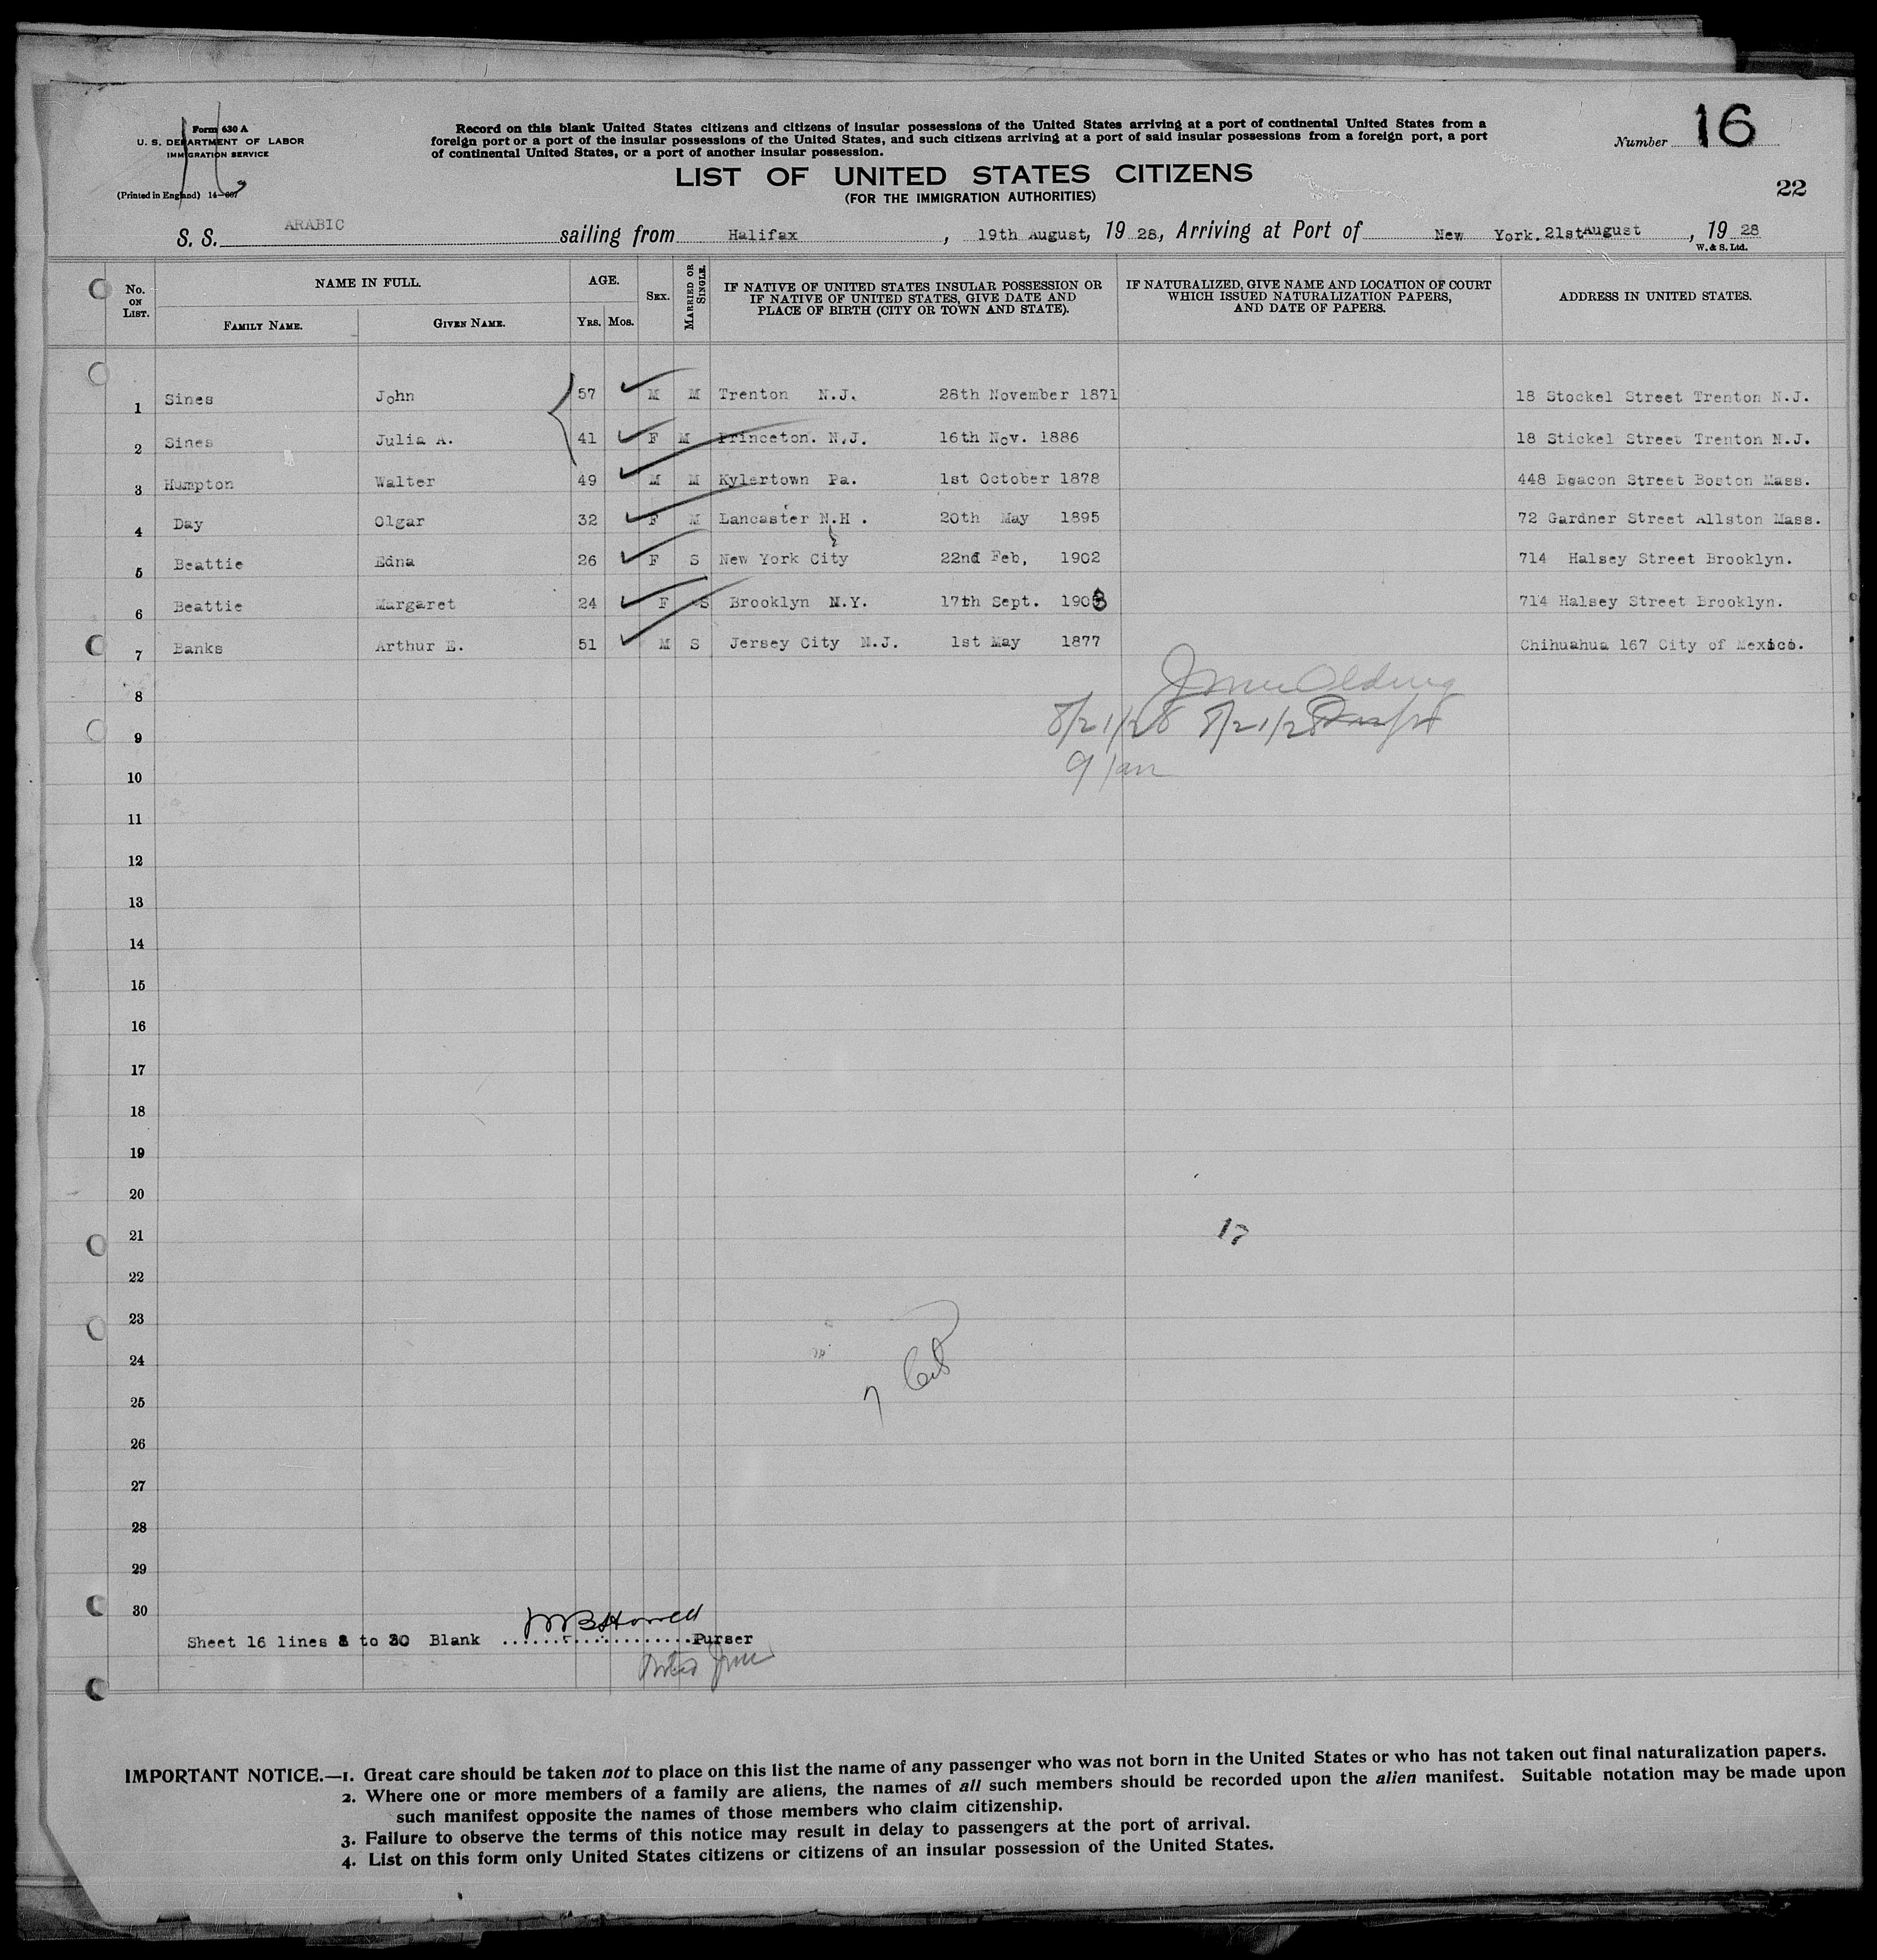 Form 630 A
U. S. DEPARTMENT OF LABOR
IMMIGRATION SERVICE
(Printed in England) 14—607
Record on this blank United States citizens and citizens of insular possessions of the United States arriving at a port of continental United States from a
foreign port or a port of the insular possessions of the United States, and such citizens arriving at a port of said insular possessions from a foreign port, a port
of continental United States, or a port of another insular possession.
Number 16
LIST OF UNITED STATES CITIZENS
(FOR THE IMMIGRATION AUTHORITIES)
22
S. S. ARABIC sailing from Halifax, 19th August, 19 28, Arriving at Port of New York. 21st August, 19 28
W. & S. Ltd.
No. ON LIST. NAME IN FULL. AGE. SEX. MARRIED OR SINGLE. IF NATIVE OF UNITED STATES INSULAR POSSESSION OR IF NATIVE OF UNITED STATES, GIVE DATE AND PLACE OF BIRTH (CITY OR TOWN AND STATE). IF NATURALIZED, GIVE NAME AND LOCATION OF COURT WHICH ISSUED NATURALIZATION PAPERS, AND DATE OF PAPERS. ADDRESS IN UNITED STATES.
FAMILY NAME. GIVEN NAME. YRS. MOS.
1 Sines John 57 M M Trenton N.J. 28th November 1871 18 Stockel Street Trenton N.J.
2 Sines Julia A. 41 F M Princeton. N.J. 16th Nov. 1886 18 Stickel Street Trenton N.J.
3 Humpton Walter 49 M M Kylertown Pa. 1st October 1878 448 Beacon Street Boston Mass.
4 Day Olgar 32 F M Lancaster N.H . 20th May 1895 72 Gardner Street Allston Mass.
5 Beattie Edna 26 F S New York City 22nd Feb, 1902 714 Halsey Street Brooklyn.
6 Beattie Margaret 24 F S Brooklyn N.Y. 17th Sept. 1903 714 Halsey Street Brooklyn.
7 Banks Arthur E. 51 M S Jersey City N.J. 1st May 1877 Chihuahua 167 City of Mexico.
8
8/21/28 8/21/28
9
10
11
12
13
14
15
16
17
18
19
20
21
17
22
23
24
7
25
26
27
28
29
30
Sheet 16 lines 8 to 30 Blank ................... Purser
IMPORTANT NOTICE.—1. Great care should be taken not to place on this list the name of any passenger who was not born in the United States or who has not taken out final naturalization papers.
2. Where one or more members of a family are aliens, the names of all such members should be recorded upon the alien manifest. Suitable notation may be made upon
such manifest opposite the names of those members who claim citizenship.
3. Failure to observe the terms of this notice may result in delay to passengers at the port of arrival.
4. List on this form only United States citizens or citizens of an insular possession of the United States.